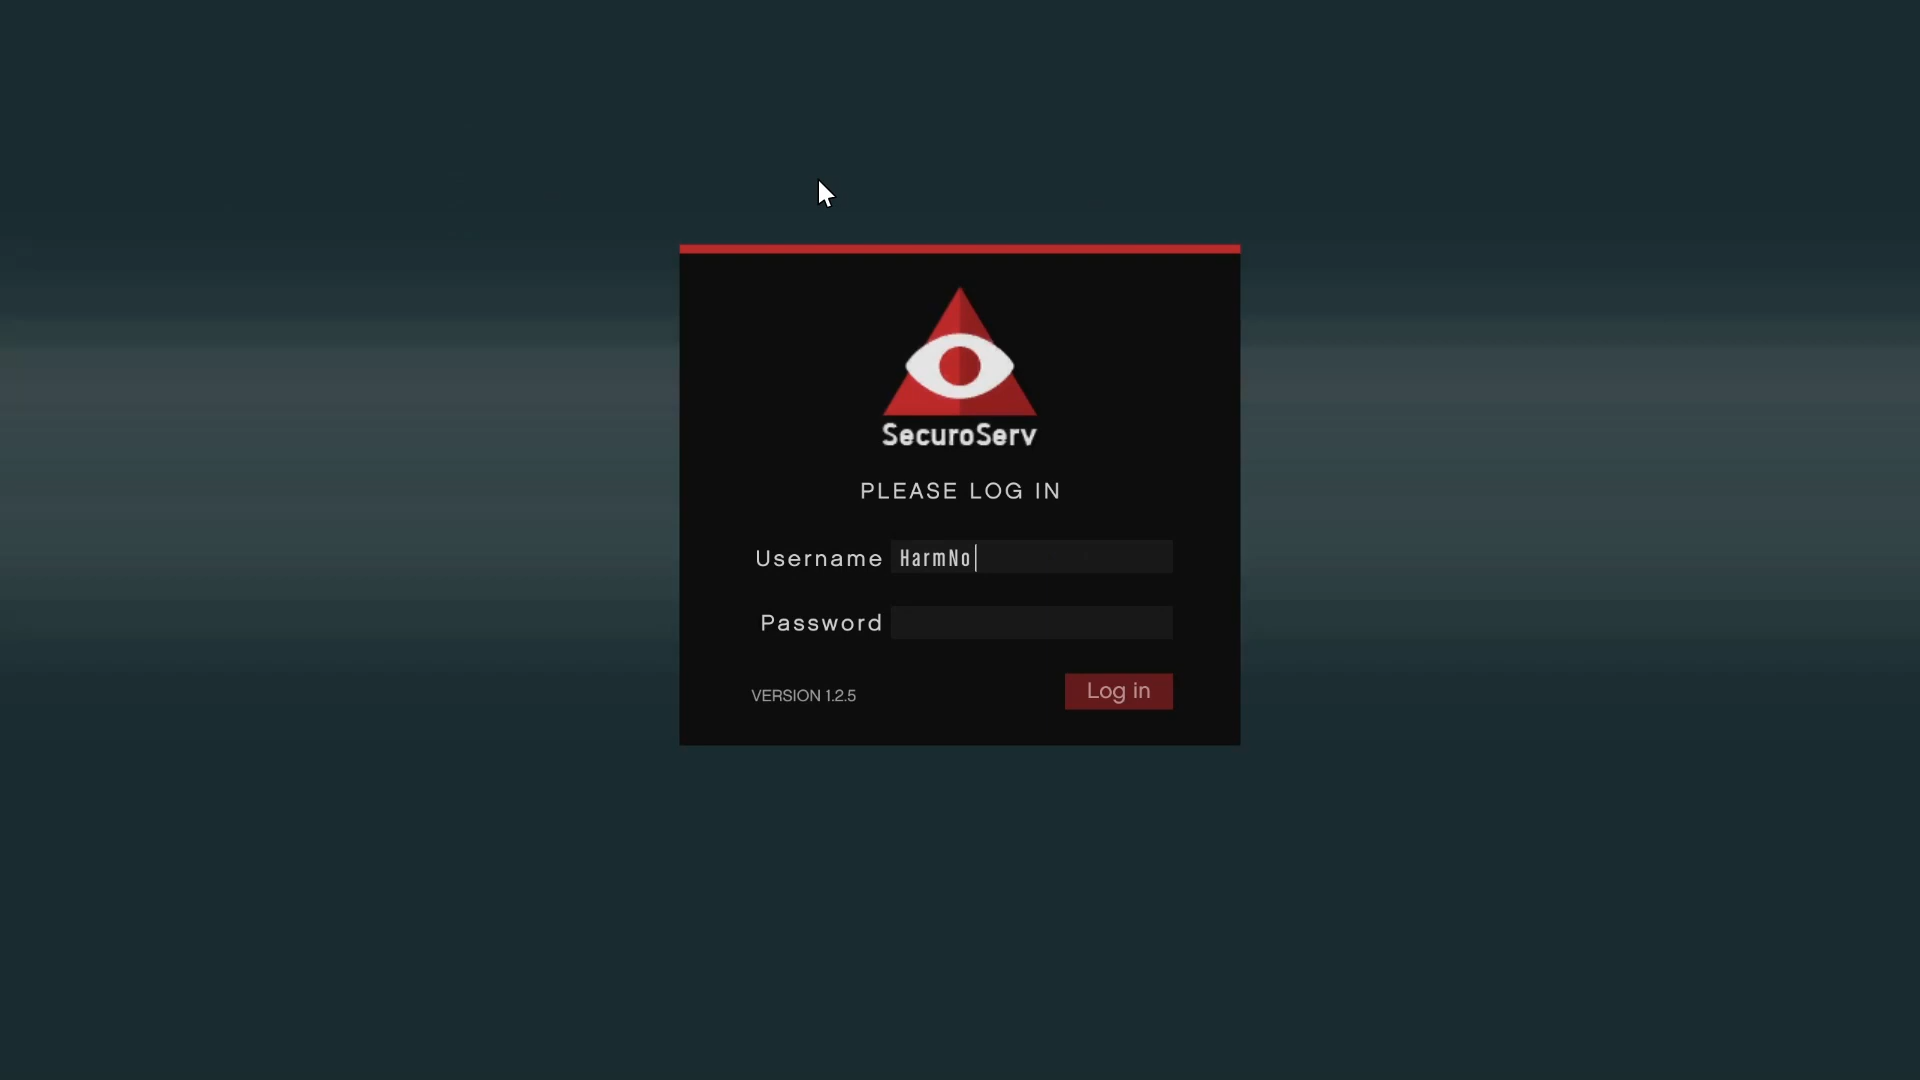 SecuroServ
PLEASE LOG IN
Username HarmNo
Password
VERSION 1.2.5 Log in